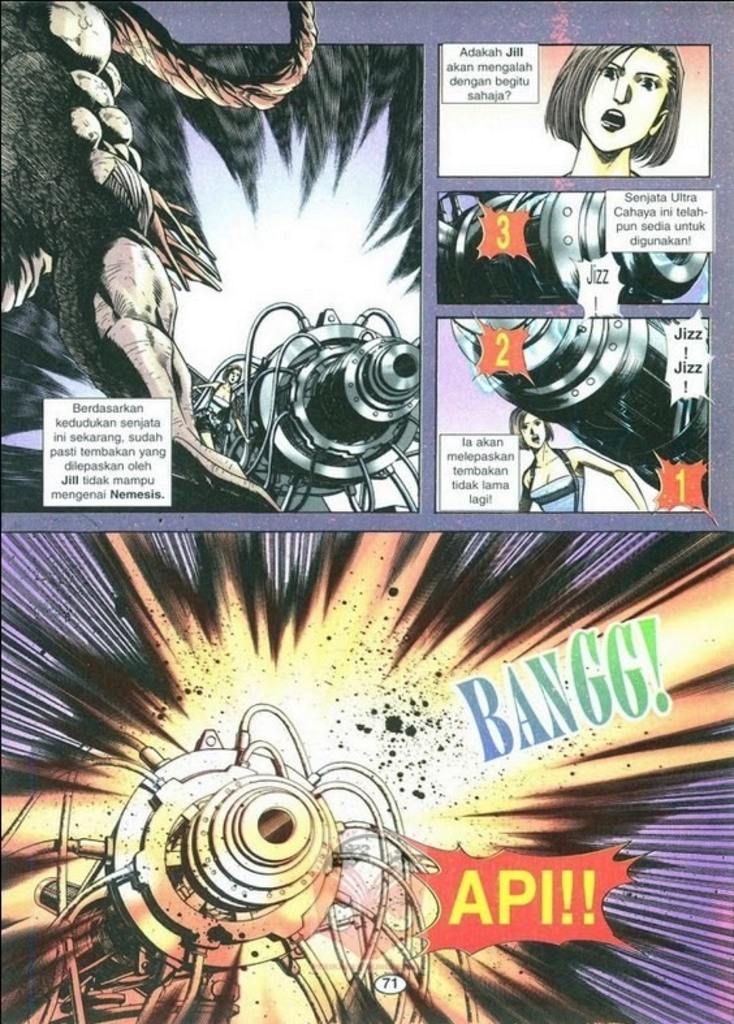 Berdasarkan
kedudukan senjata
ini sekarang, sudah
pasti tembakan yang
dilepaskan oleh
Jill tidak mampu
mengenai Nemesis.
Adakah Jill
akan mengalah
dengan begitu
sahaja?
Senjata Ultra
Cahaya ini telah-
pun sedia untuk
digunakan!
3
Jizz
!
2
Jizz
!
Jizz
!
Ia akan
melepaskan
tembakan
tidak lama
lagi!
1
BANGG!
API!!
71